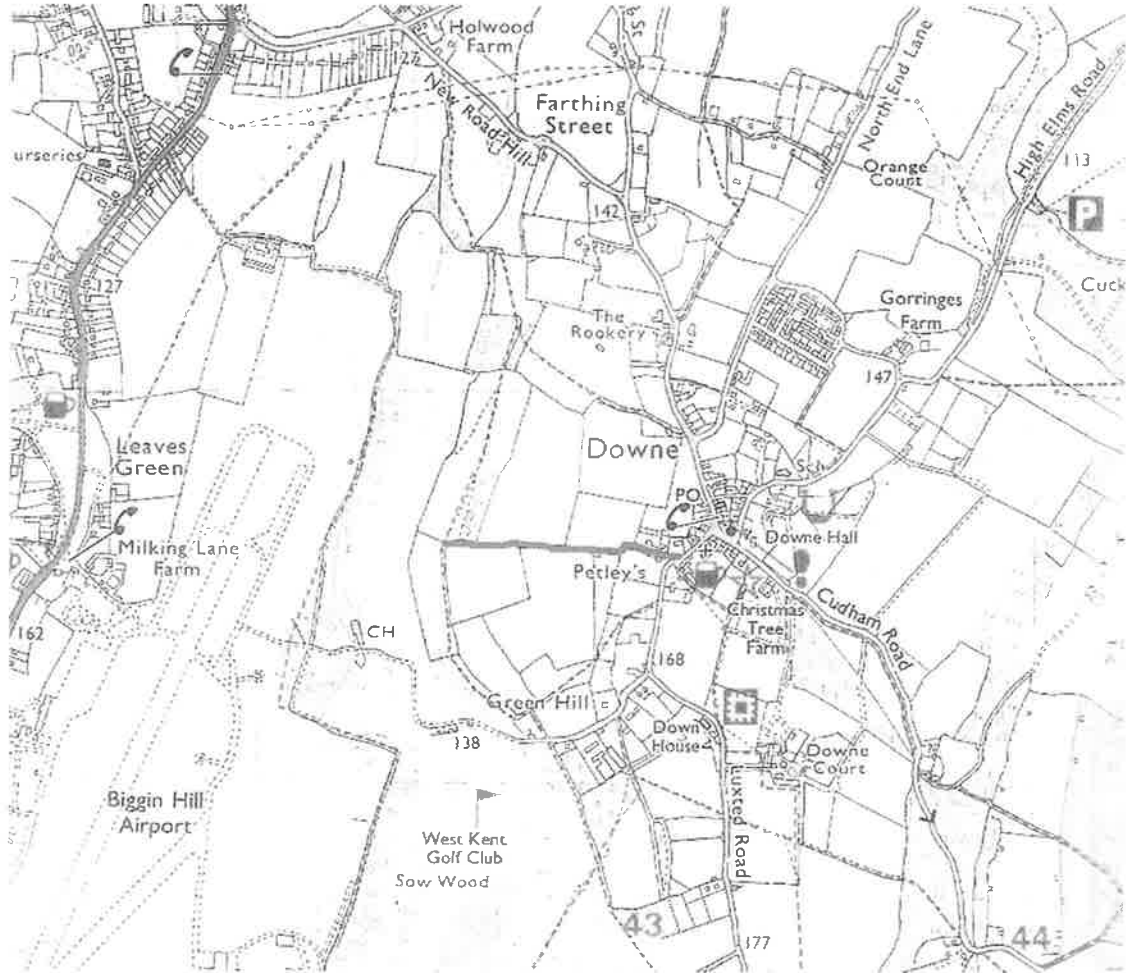 Holwood
Farm
122
New Road Hill
Farthing
Street
North End Lane
High Elms Road
113
urseries
Orange
Court
P
142
127
The
Rookery
Gorringes
Farm
Cuck
147
Leaves
Green
Downe
Sch
PO
Milking Lane
Farm
Downe Hall
Petley's
Christmas
Tree
Farm
Cudham Road
162
CH
168
Green Hill
138
Down
House
Downe
Court
Biggin Hill
Airport
West Kent
Golf Club
Luxted Road
Saw Wood
43
44
177